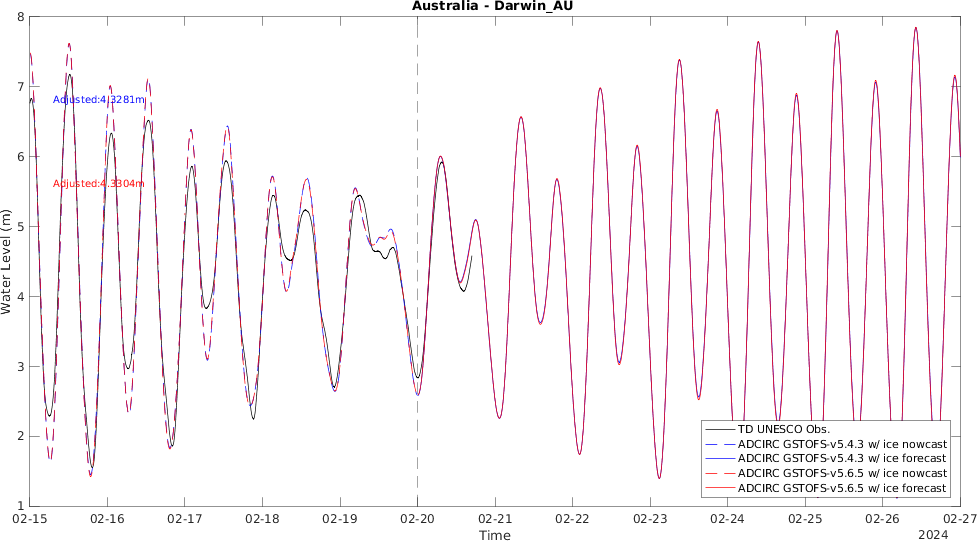 Australia - Darwin_AU
8
7
6
5
4
3
2
1
Water Level (m)
Adjusted:4.3281m
Adjusted:4.3304m
TD UNESCO Obs.
ADCIRC GSTOFS-v5.4.3 w/ ice nowcast
ADCIRC GSTOFS-v5.4.3 w/ ice forecast
ADCIRC GSTOFS-v5.6.5 w/ ice nowcast
ADCIRC GSTOFS-v5.6.5 w/ ice forecast
02-15 02-16 02-17 02-18 02-19 02-20 02-21 02-22 02-23 02-24 02-25 02-26 02-27
Time
2024